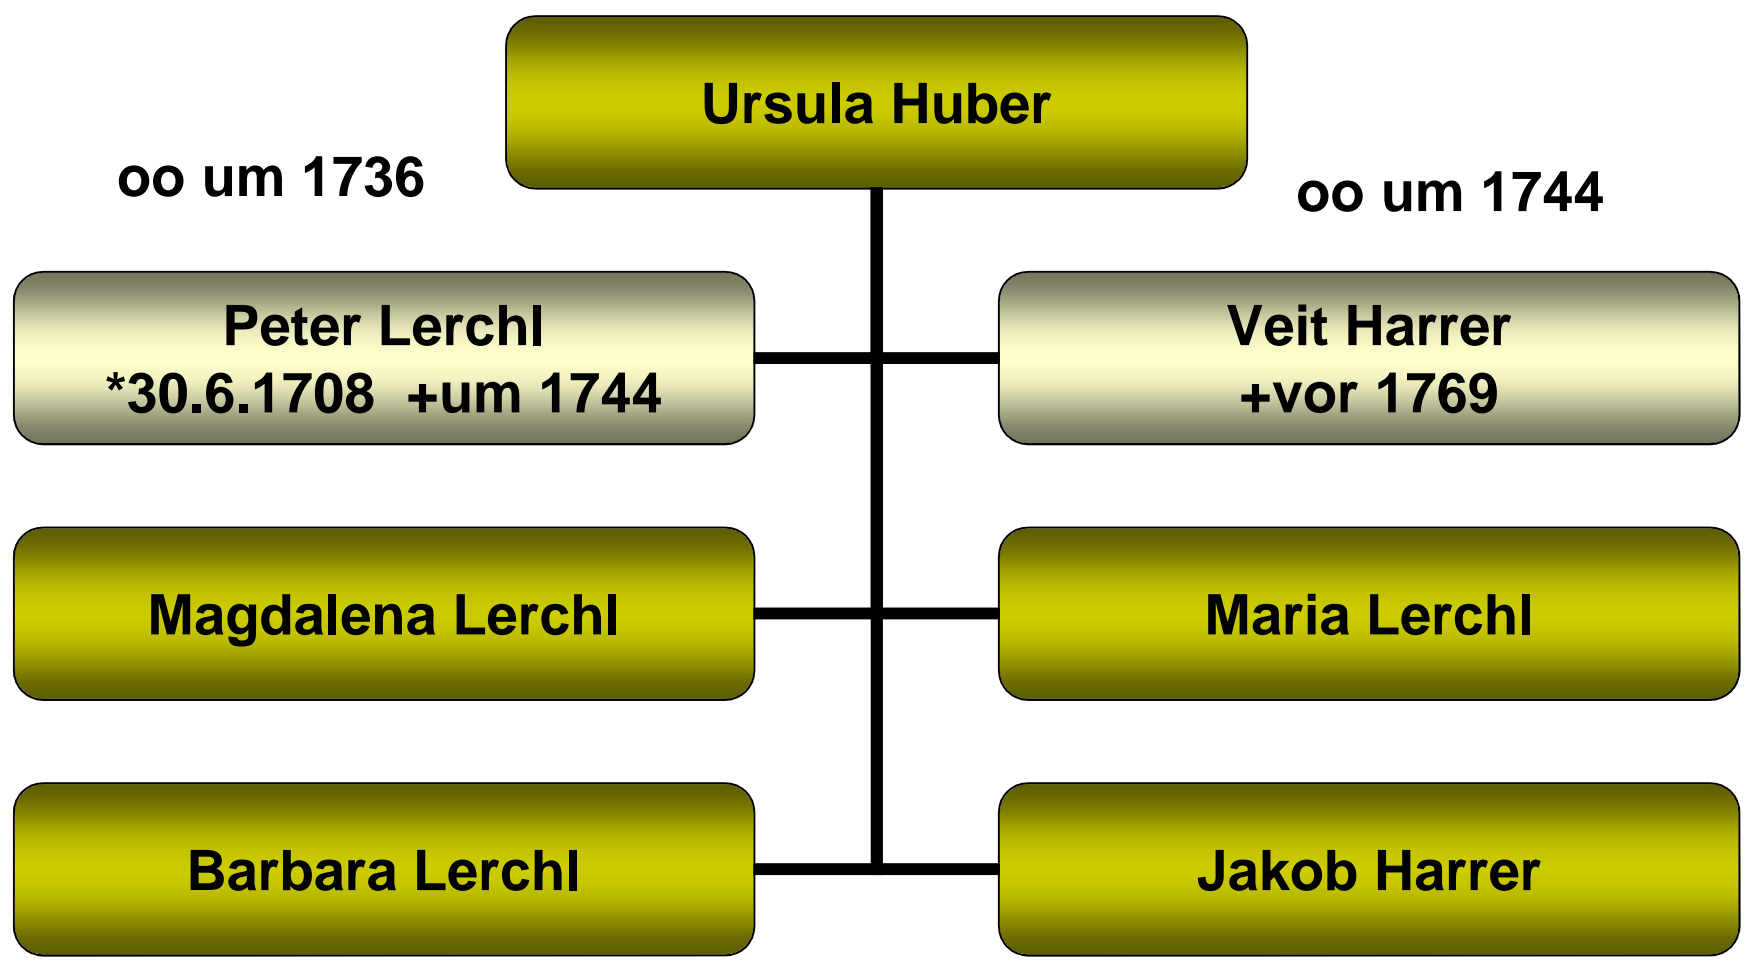 Ursula Huber
oo um 1736
oo um 1744
Peter Lerchl
*30.6.1708 +um 1744
Veit Harrer
+vor 1769
Magdalena Lerchl
Maria Lerchl
Barbara Lerchl
Jakob Harrer